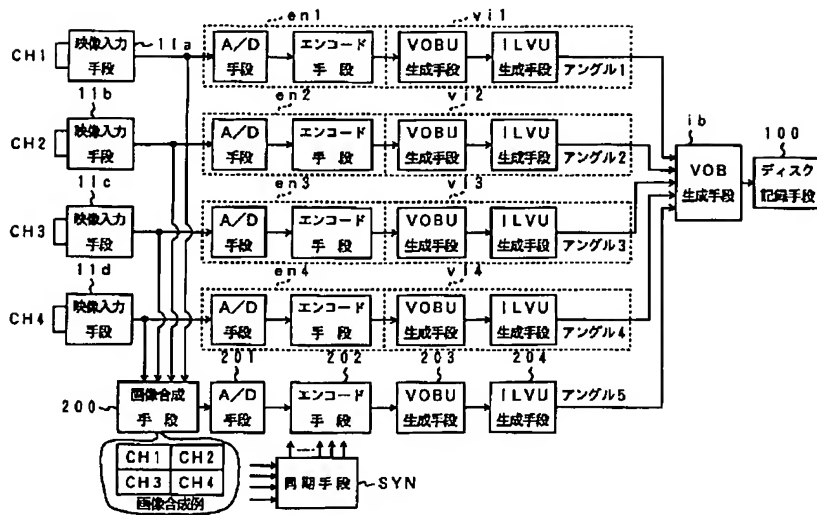 en1
vi1
CH1
映像入力
手段
11a
A/D
手段
エンコード
手段
VOBU
生成手段
ILVU
生成手段
アングル1
11b
en2
vi2
CH2
映像入力
手段
A/D
手段
エンコード
手段
VOBU
生成手段
ILVU
生成手段
アングル2
ib
VOB
生成手段
100
ディスク
記録手段
11c
en3
vi3
CH3
映像入力
手段
A/D
手段
エンコード
手段
VOBU
生成手段
ILVU
生成手段
アングル3
11d
en4
vi4
CH4
映像入力
手段
A/D
手段
エンコード
手段
VOBU
生成手段
ILVU
生成手段
アングル4
201
202
203
204
200
画像合成
手段
A/D
手段
エンコード
手段
VOBU
生成手段
ILVU
生成手段
アングル5
CH1 CH2
CH3 CH4
画像合成例
同期手段
SYN